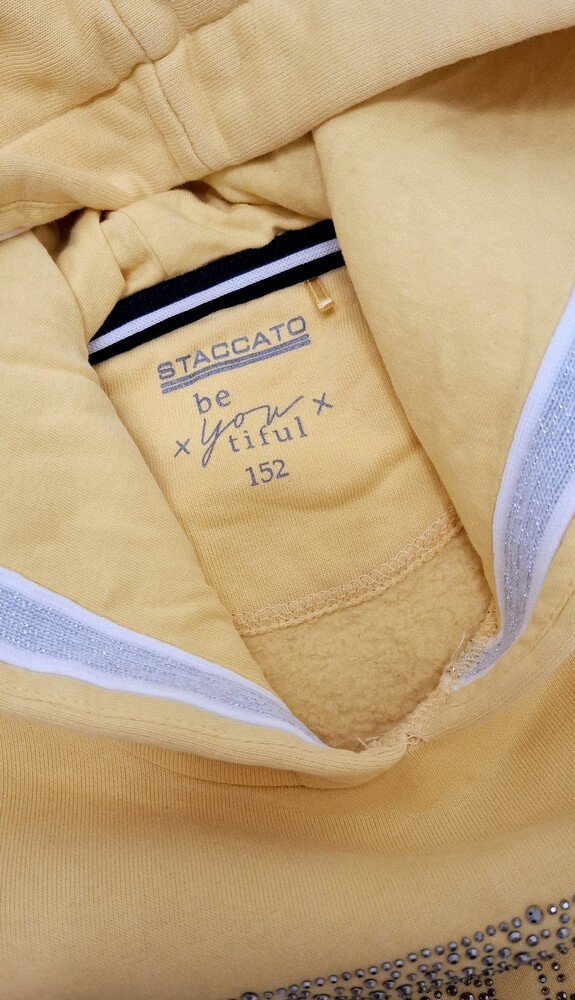 STACCATO
be
x you x
tiful
152